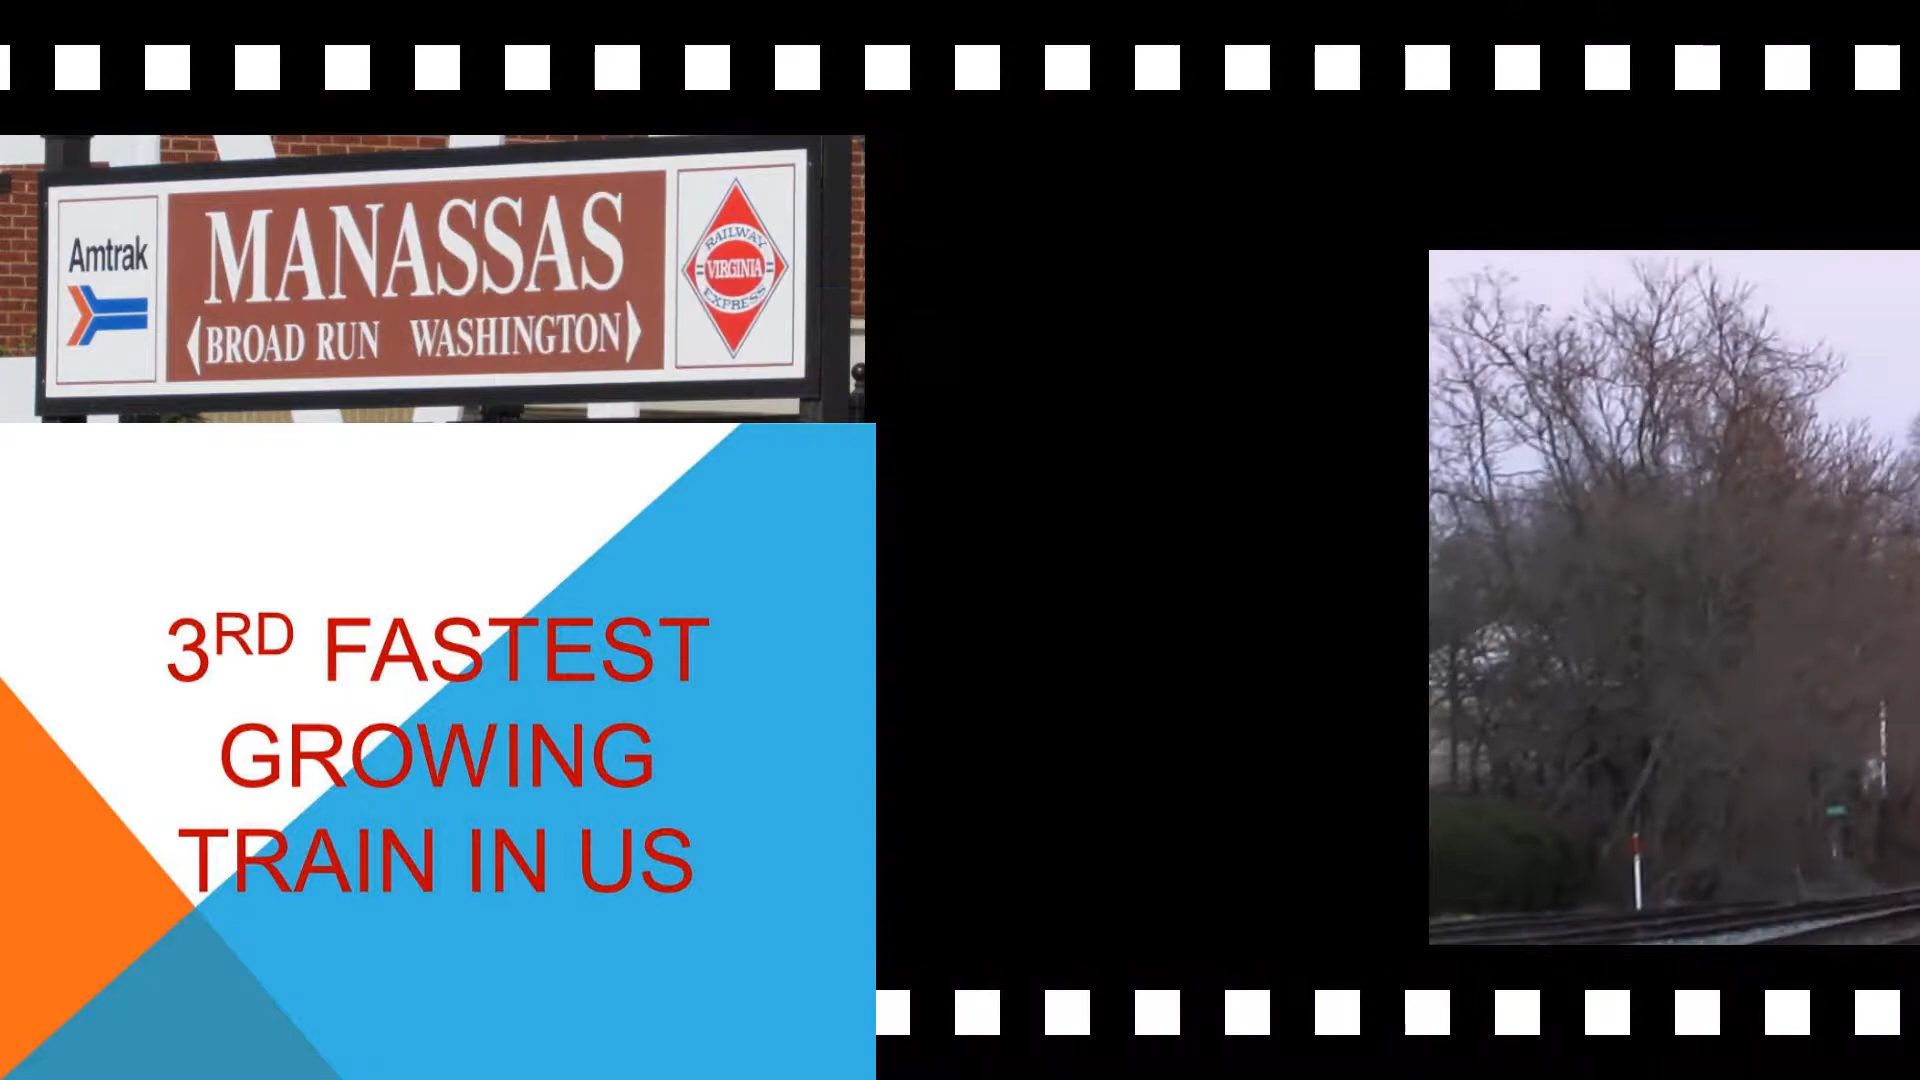 Amtrak
MANASSAS
BROAD RUN WASHINGTON
RAILWAY
VIRGINIA
EXPRESS
3RD FASTEST
GROWING
TRAIN IN US